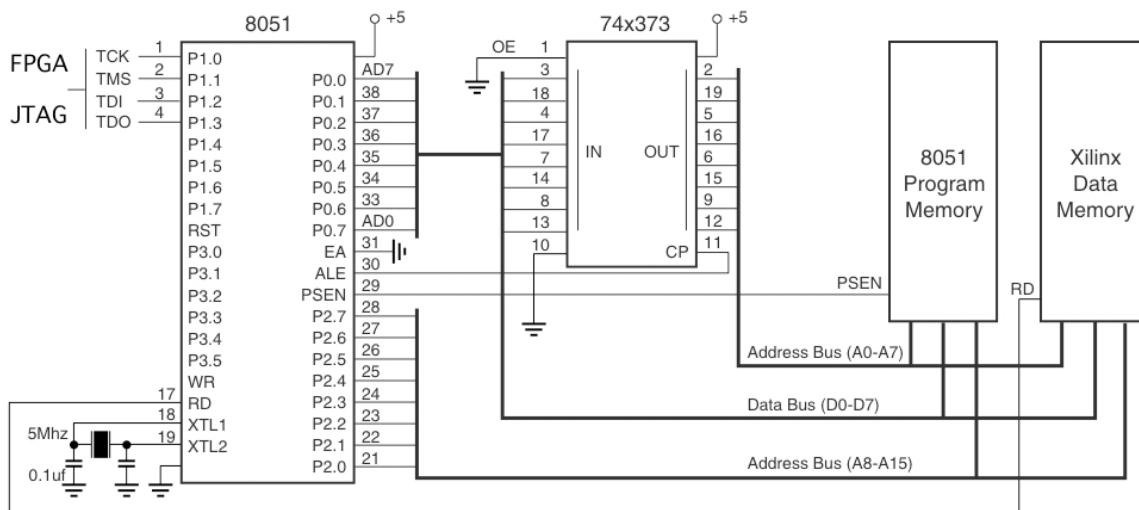 8051
+5
74x373
+5
FPGA
JTAG
TCK
TMS
TDI
TDO
1
2
3
4
P1.0
P1.1
P1.2
P1.3
P1.4
P1.5
P1.6
P1.7
RST
P3.0
P3.1
P3.2
P3.3
P3.4
P3.5
WR
RD
XTL1
XTL2
17
18
19
5Mhz
0.1uf
P0.0
P0.1
P0.2
P0.3
P0.4
P0.5
P0.6
P0.7
EA
ALE
PSEN
P2.7
P2.6
P2.5
P2.4
P2.3
P2.2
P2.1
P2.0
AD7
38
37
36
35
34
33
AD0
31
30
29
28
27
26
25
24
23
22
21
OE
1
3
18
4
17
7
14
8
13
10
IN
OUT
CP
2
19
5
16
6
15
9
12
11
8051
Program
Memory
Xilinx
Data
Memory
PSEN
RD
Address Bus (A0-A7)
Data Bus (D0-D7)
Address Bus (A8-A15)